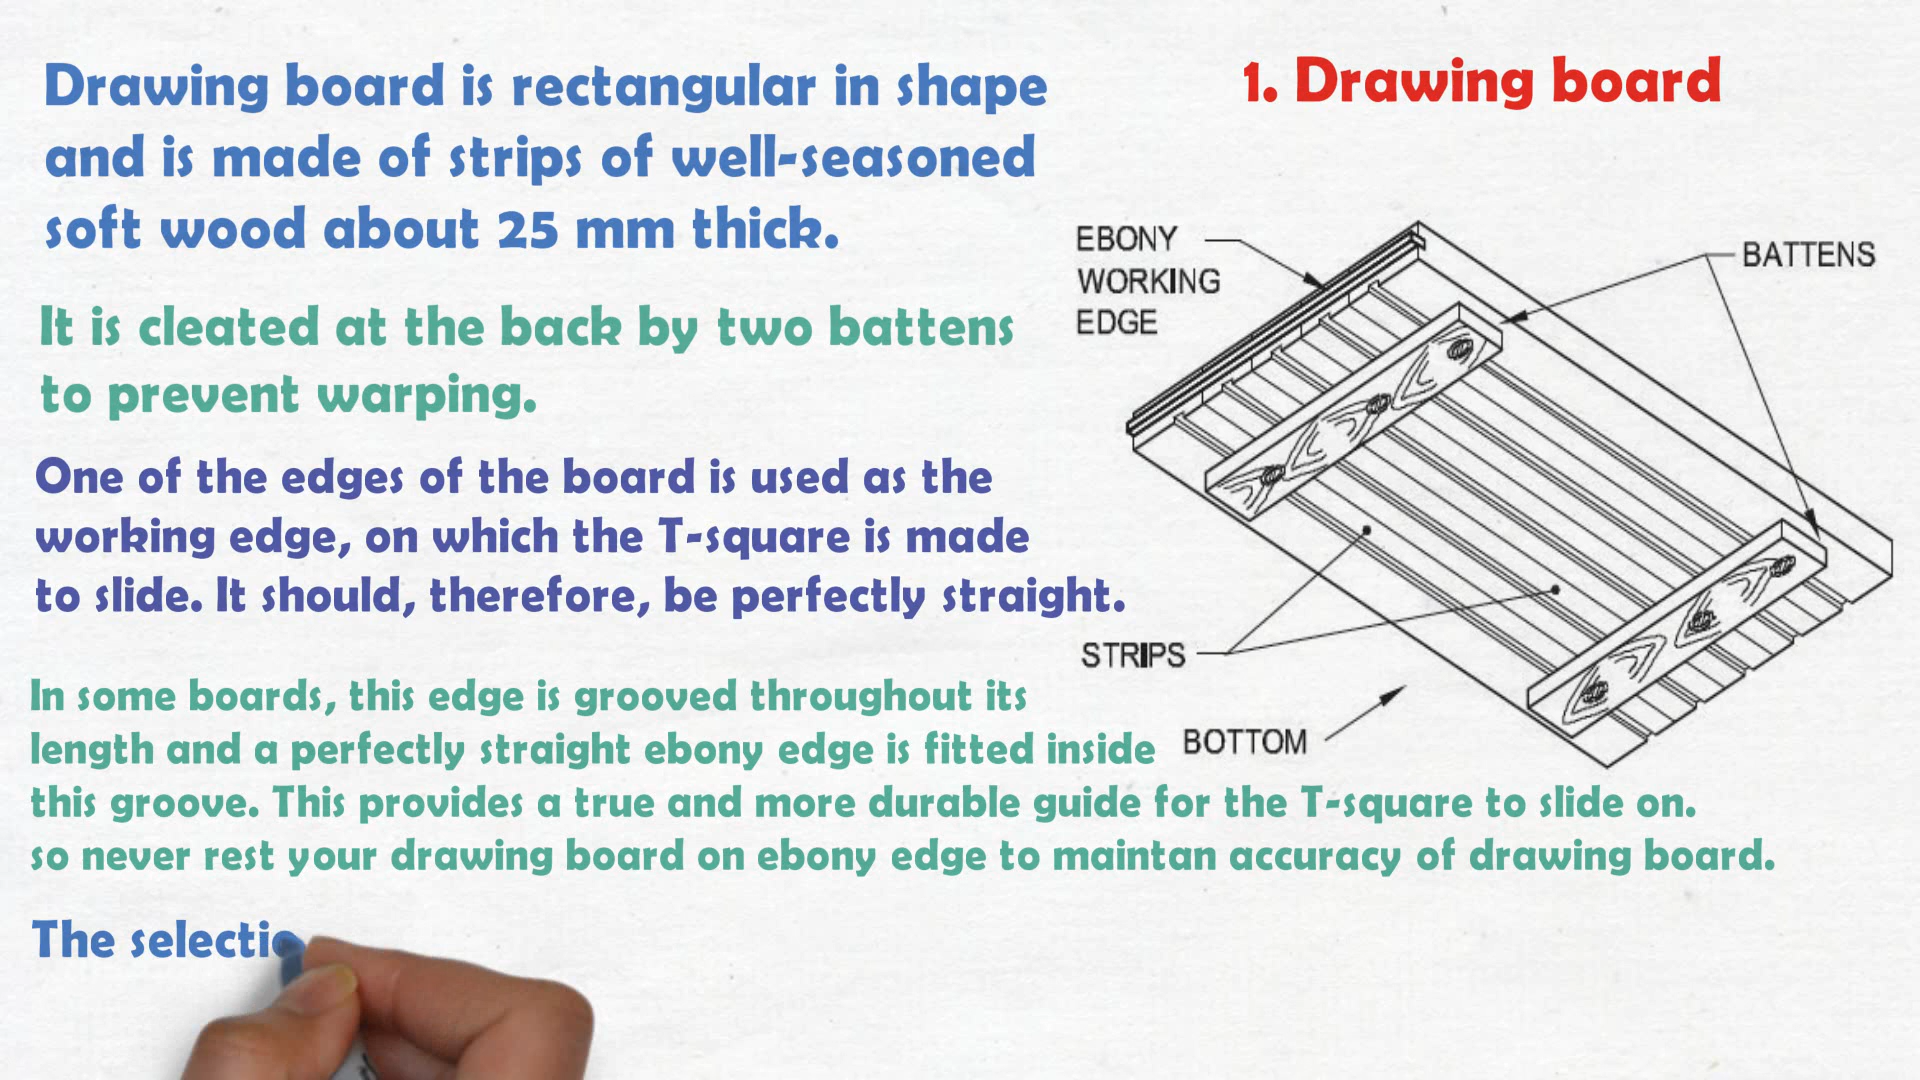 1. Drawing board
Drawing board is rectangular in shape
and is made of strips of well-seasoned
soft wood about 25 mm thick.
It is cleated at the back by two battens
to prevent warping.
One of the edges of the board is used as the
working edge, on which the T-square is made
to slide. It should, therefore, be perfectly straight.
In some boards, this edge is grooved throughout its
length and a perfectly straight ebony edge is fitted inside
this groove. This provides a true and more durable guide for the T-square to slide on.
so never rest your drawing board on ebony edge to maintan accuracy of drawing board.
The selectio
EBONY
WORKING
EDGE
BATTENS
STRIPS
BOTTOM